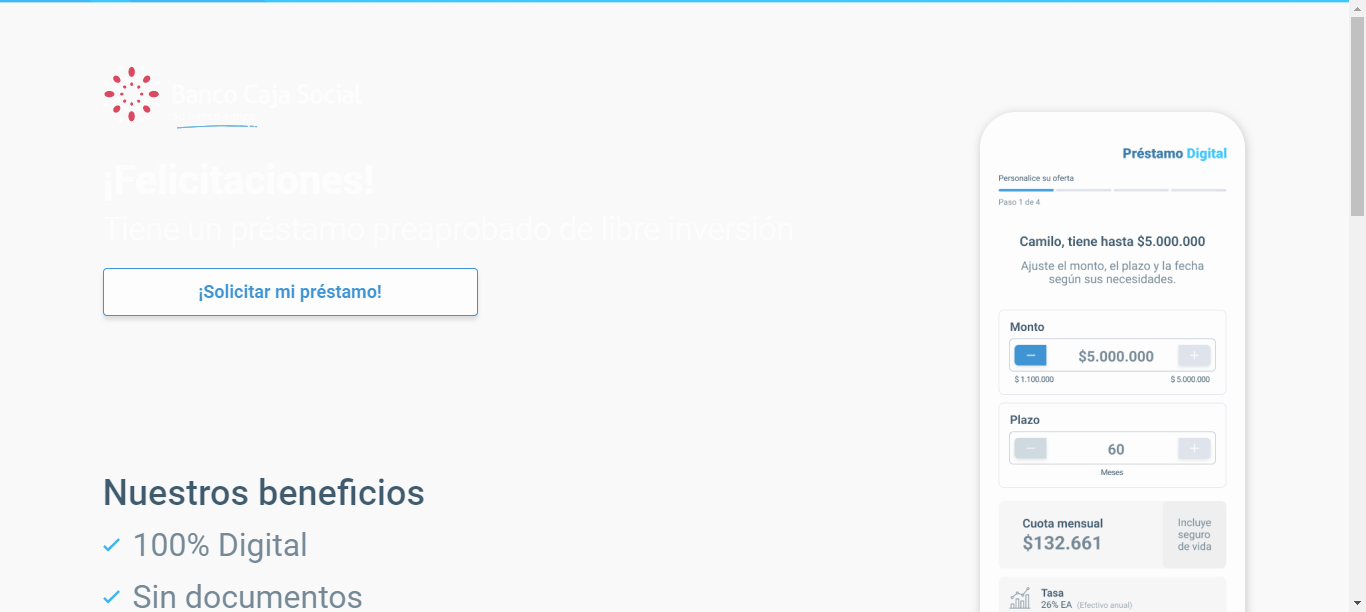 Banco Caja Social
¡Felicitaciones!
Tiene un préstamo preaprobado de libre inversión
¡Solicitar mi préstamo!
Nuestros beneficios
100% Digital
Sin documentos
Préstamo Digital
Personalice su oferta
Paso 1 de 4
Camilo, tiene hasta $5.000.000
Ajuste el monto, el plazo y la fecha
según sus necesidades.
Monto
− $5.000.000 +
$ 1.100.000 $ 5.000.000
Plazo
− 60 +
Meses
Cuota mensual
$132.661
Incluye
seguro
de vida
Tasa
26% EA (Efectivo anual)